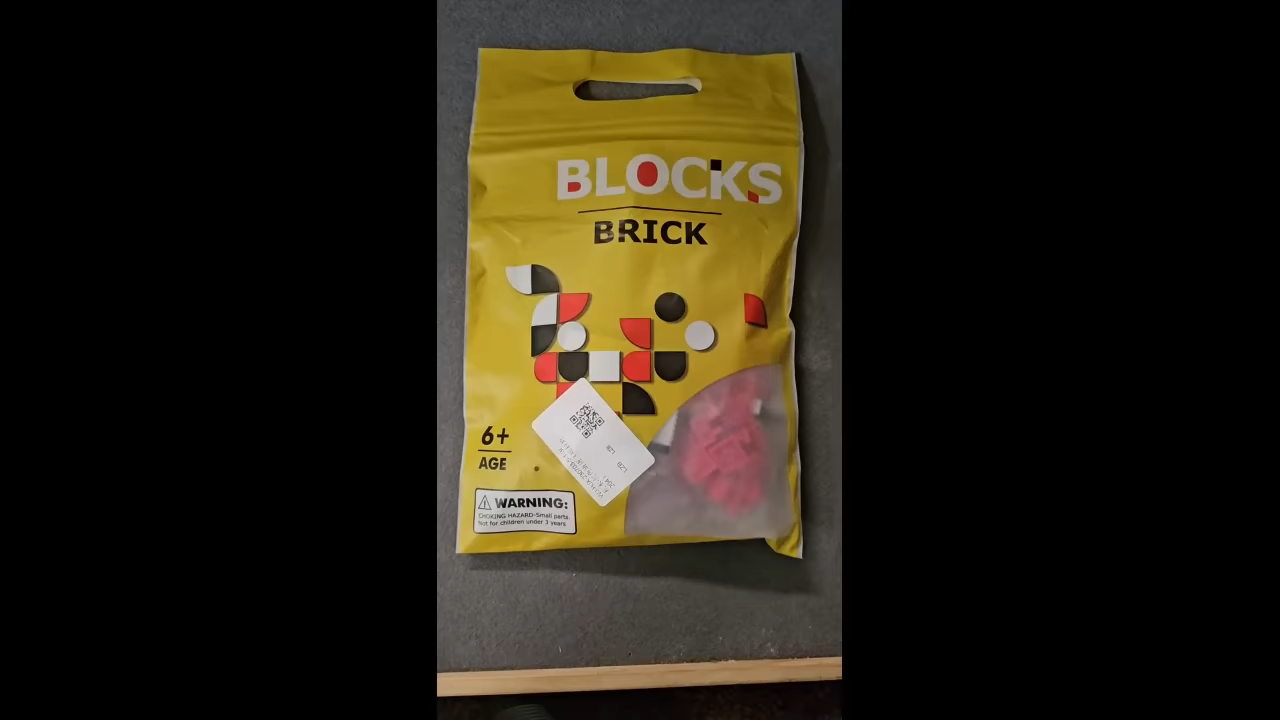 BLOCKS
BRICK
6+
AGE
WARNING:
CHOKING HAZARD-Small parts.
Not for children under 3 years